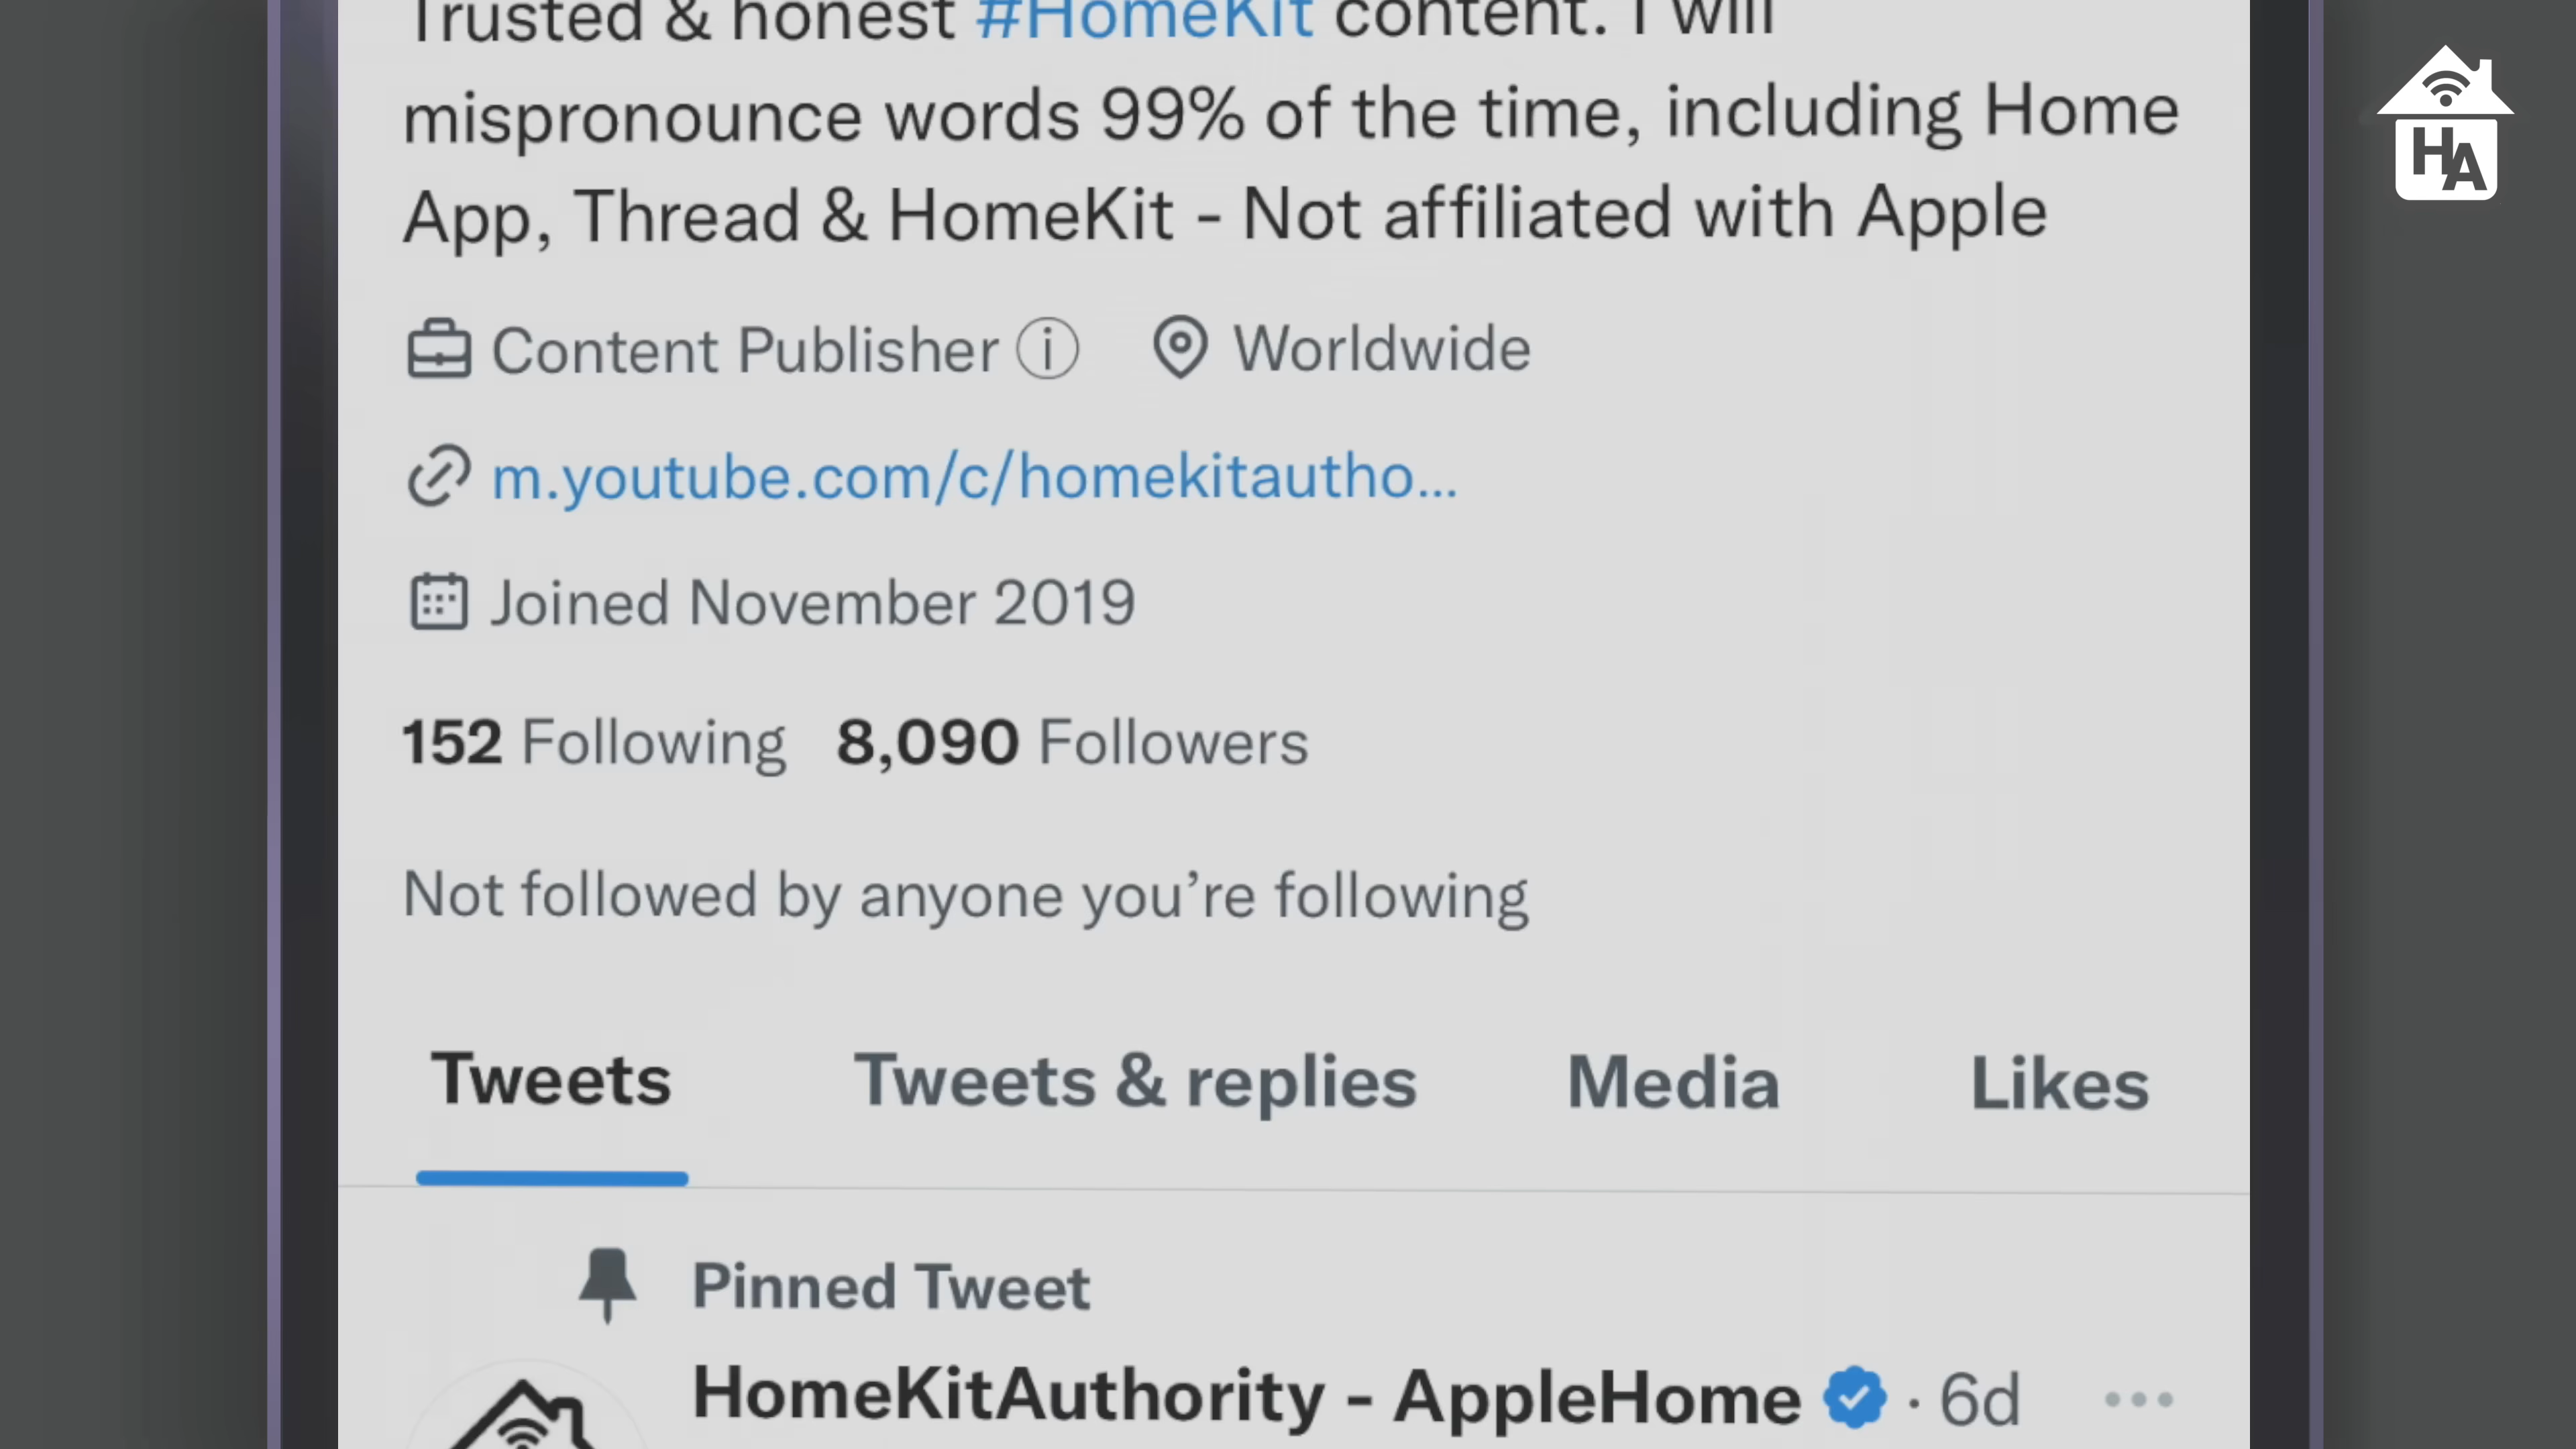 Trusted & honest #HomeKit content. I will
mispronounce words 99% of the time, including Home
App, Thread & HomeKit - Not affiliated with Apple
Content Publisher Worldwide
m.youtube.com/c/homekitautho...
Joined November 2019
152 Following 8,090 Followers
Not followed by anyone you're following
Tweets Tweets & replies Media Likes
Pinned Tweet
HomeKitAuthority - AppleHome · 6d
HA